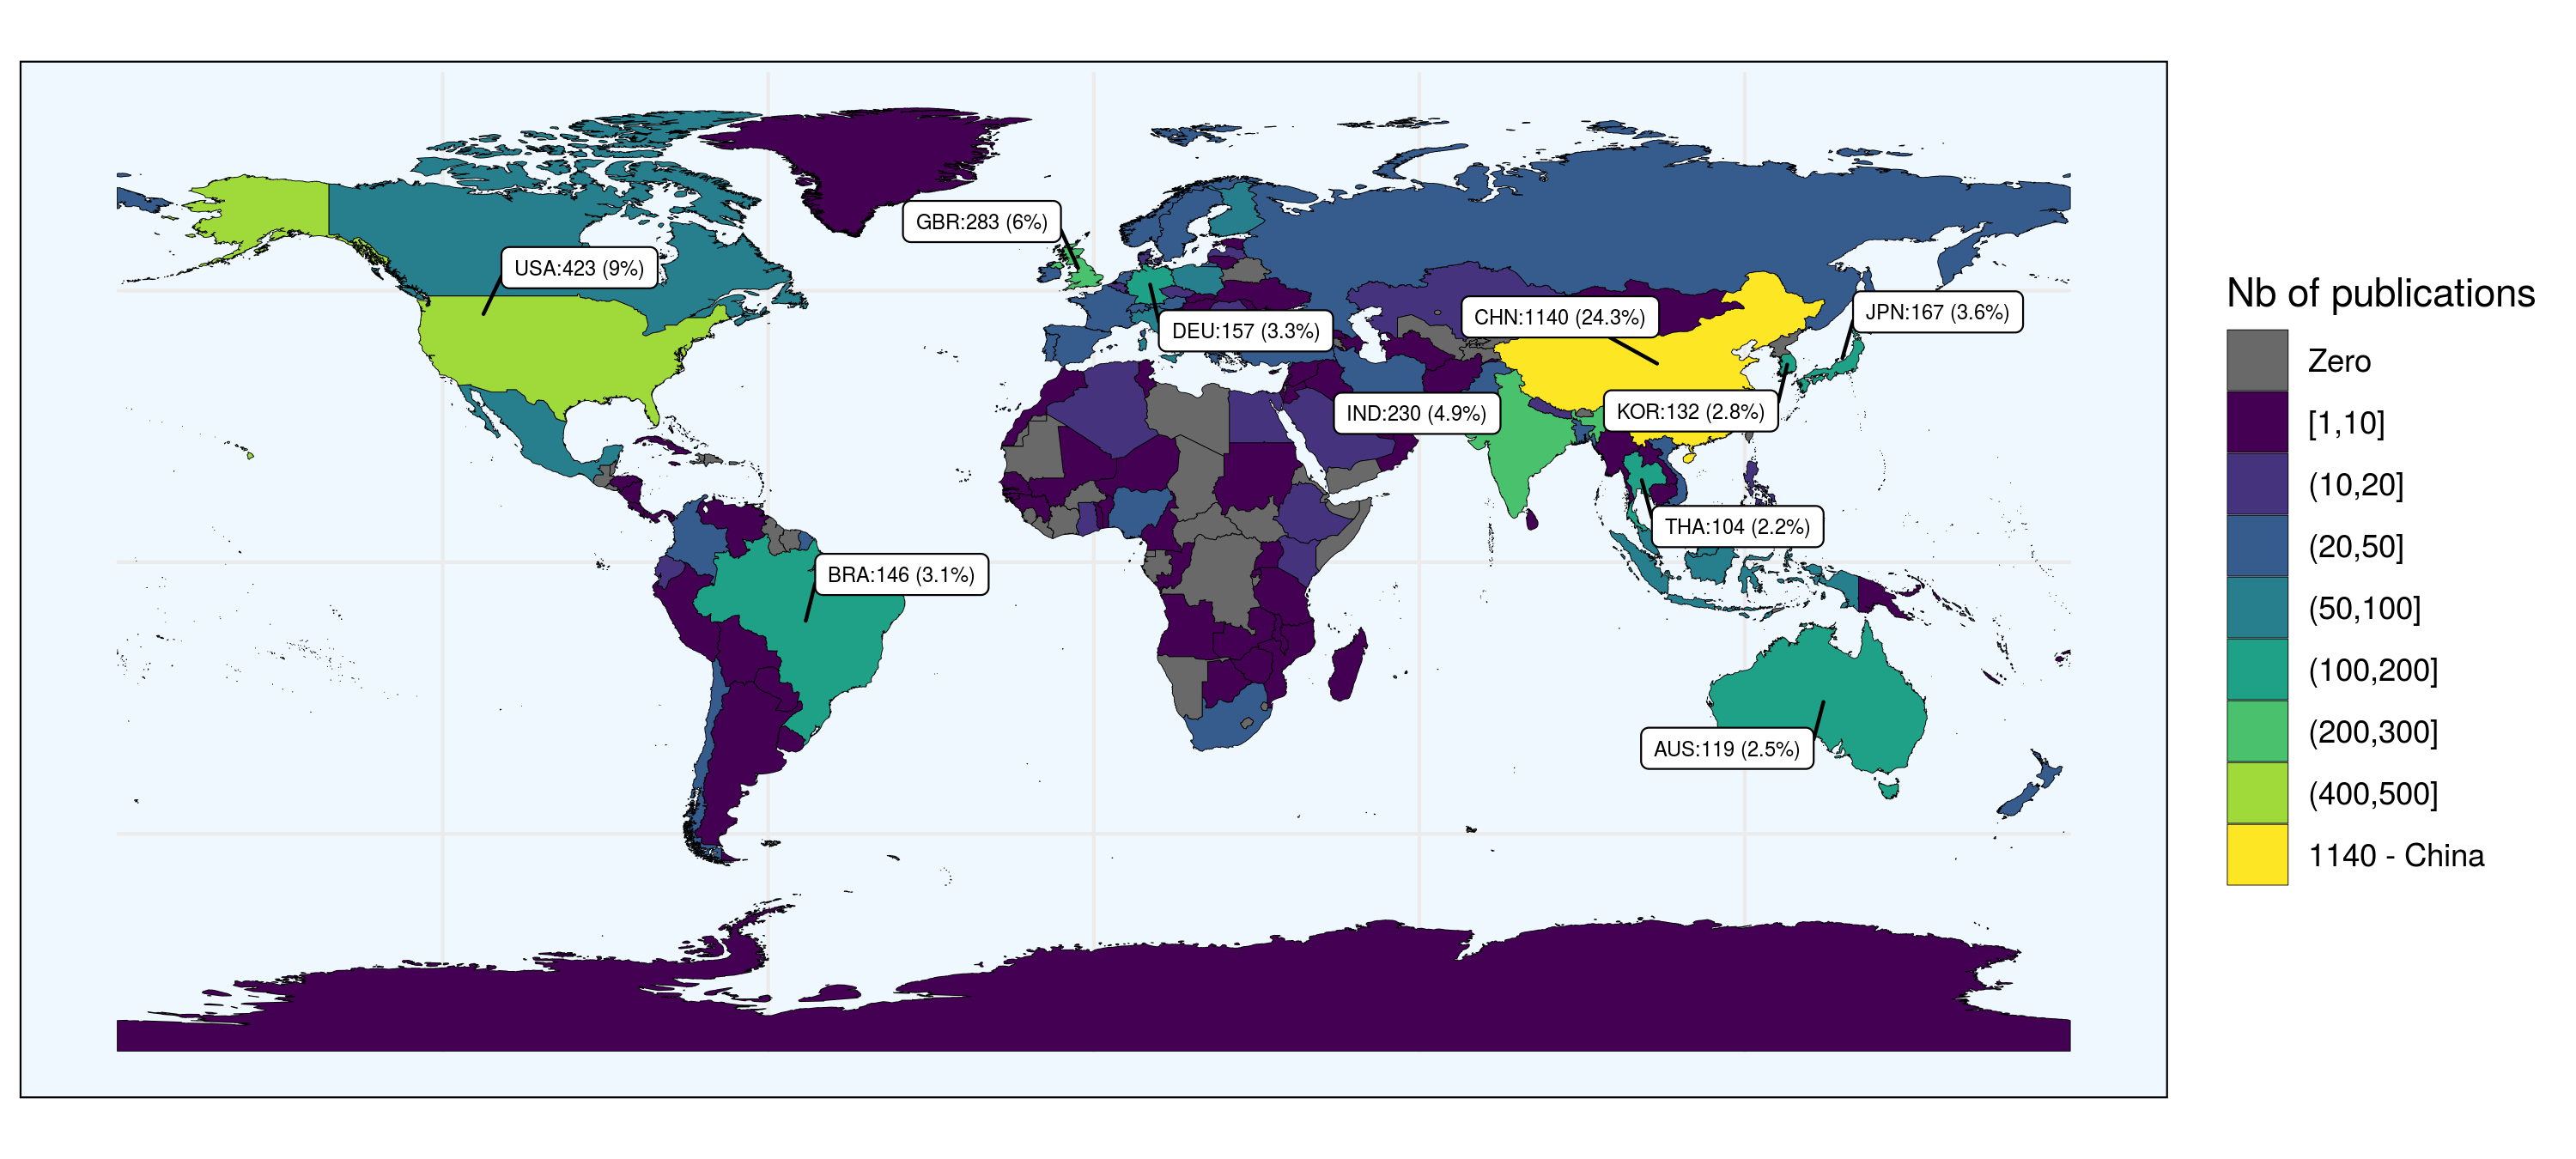 GBR:283 (6%)
USA:423 (9%)
DEU:157 (3.3%)
CHN:1140 (24.3%)
JPN:167 (3.6%)
IND:230 (4.9%)
KOR:132 (2.8%)
THA:104 (2.2%)
BRA:146 (3.1%)
AUS:119 (2.5%)
Nb of publications
Zero
[1,10]
(10,20]
(20,50]
(50,100]
(100,200]
(200,300]
(400,500]
1140 - China